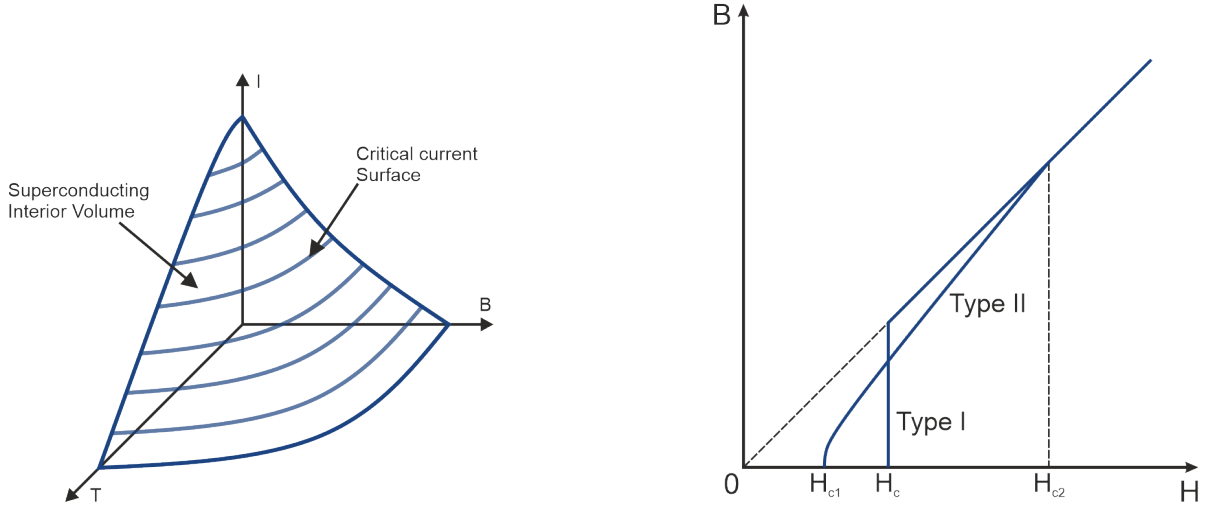 I
Critical current
Surface
Superconducting
Interior Volume
B
T
B
Type II
Type I
0
Hc1
Hc
Hc2
H